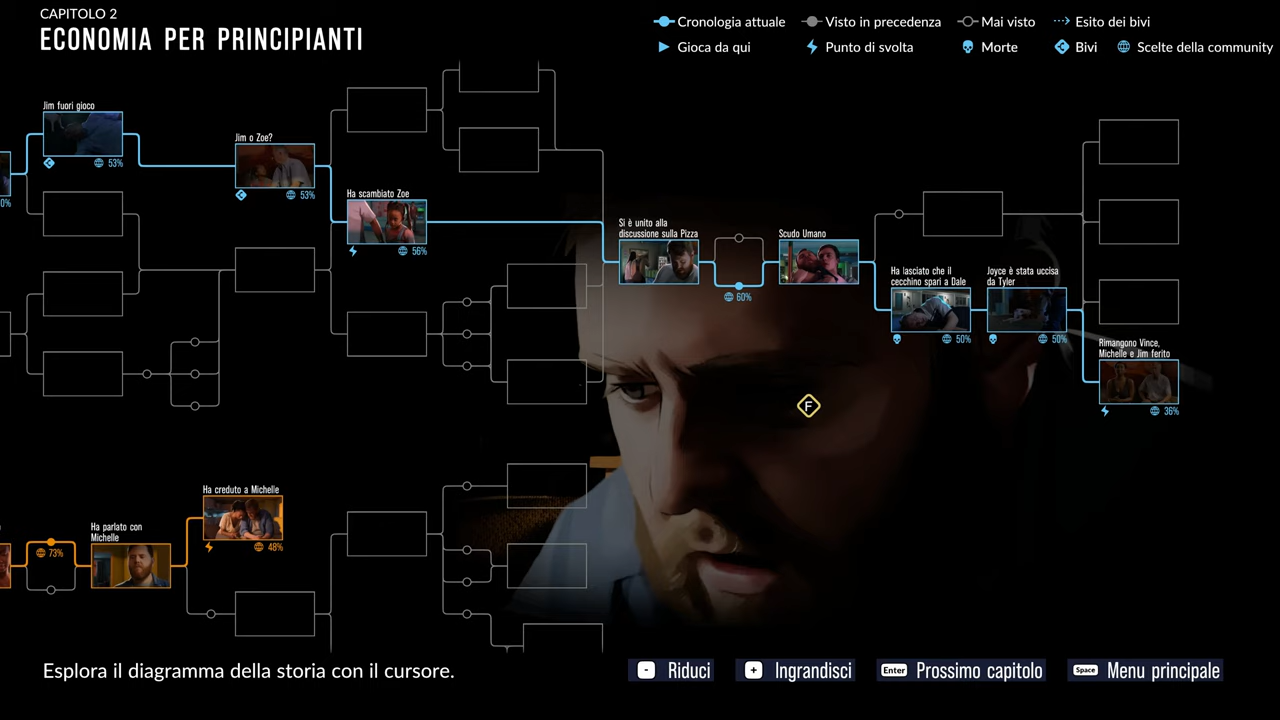 CAPITOLO 2
ECONOMIA PER PRINCIPIANTI
Cronologia attuale
Visto in precedenza
Mai visto
Esito dei bivi
Gioca da qui
Punto di svolta
Morte
Bivi
Scelte della community
Jim fuori gioco
53%
0%
Jim o Zoe?
53%
Ha scambiato Zoe
56%
Si è unito alla
discussione sulla Pizza
60%
Scudo Umano
Ha lasciato che il
cecchino spari a Dale
50%
Joyce è stata uccisa
da Tyler
50%
Rimangono Vince,
Michelle e Jim ferito
36%
F
73%
Ha parlato con
Michelle
Ha creduto a Michelle
48%
Esplora il diagramma della storia con il cursore.
- Riduci
+ Ingrandisci
Enter Prossimo capitolo
Space Menu principale